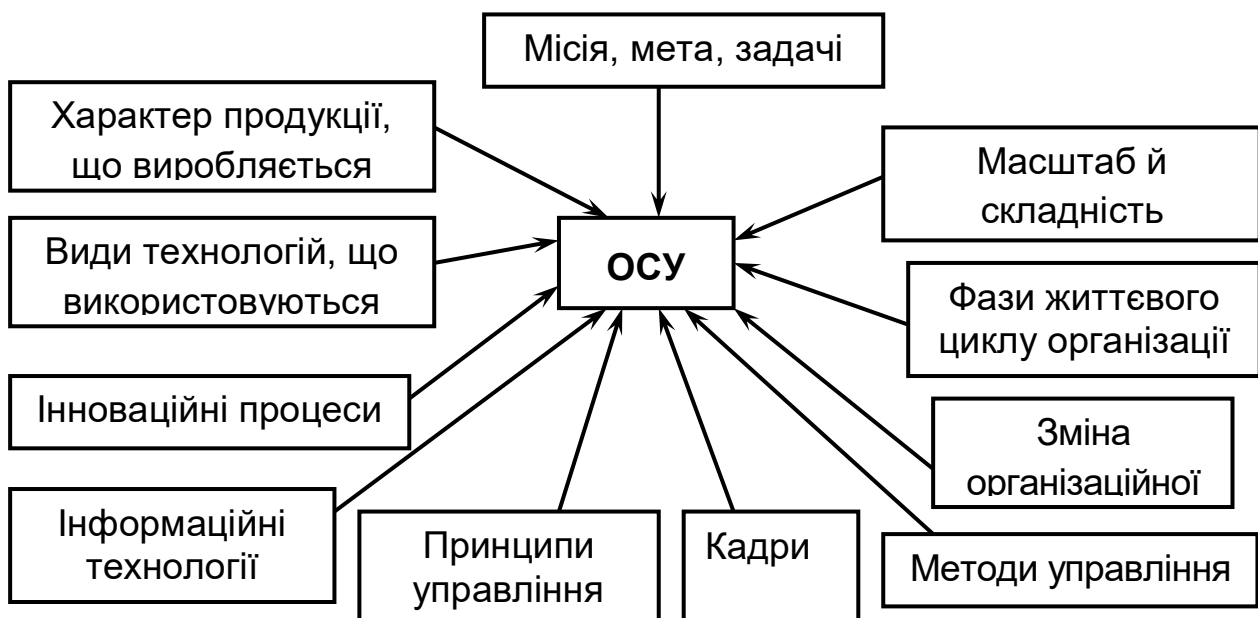 Місія, мета, задачі
Характер продукції,
що виробляється
Масштаб й
складність
Види технологій, що
використовуються
ОСУ
Фази життєвого
циклу організації
Інноваційні процеси
Зміна
організаційної
Інформаційні
технології
Принципи
управління
Кадри
Методи управління